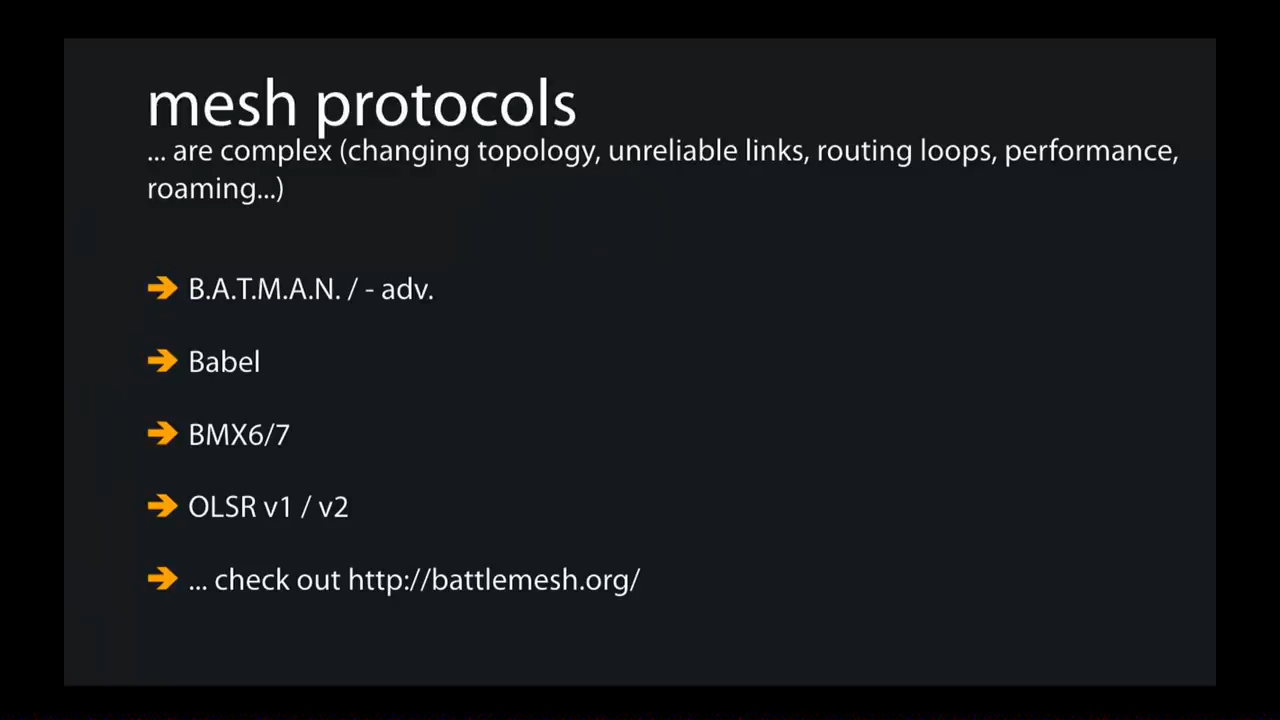 mesh protocols
... are complex (changing topology, unreliable links, routing loops, performance,
roaming...)
➔ B.A.T.M.A.N. / - adv.
➔ Babel
➔ BMX6/7
➔ OLSR v1 / v2
➔ ... check out http://battlemesh.org/